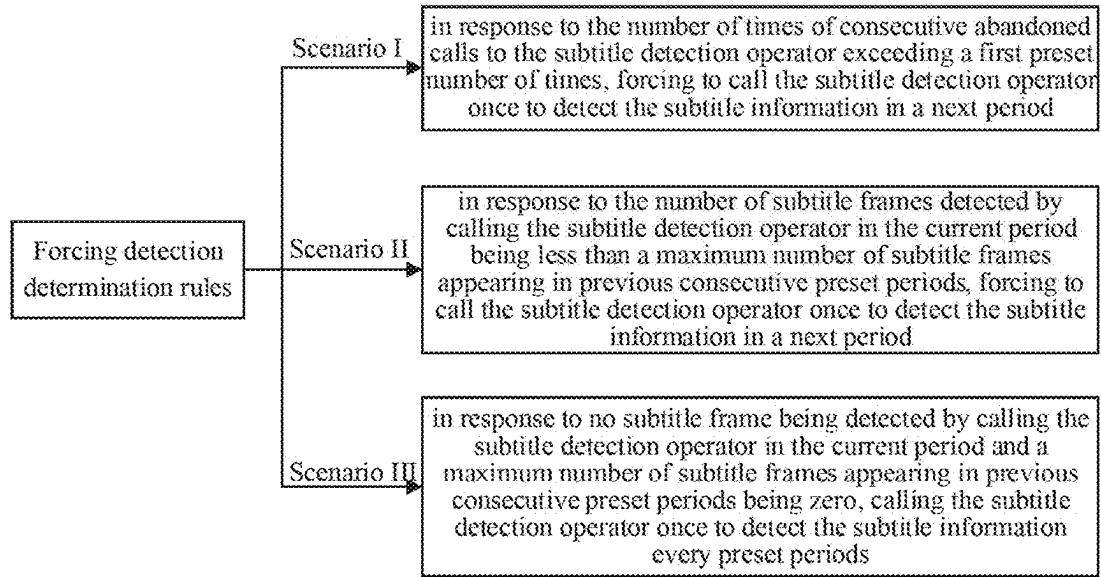 Forcing detection
determination rules
Scenario I
in response to the number of times of consecutive abandoned
calls to the subtitle detection operator exceeding a first preset
number of times, forcing to call the subtitle detection operator
once to detect the subtitle information in a next period
Scenario II
in response to the number of subtitle frames detected by
calling the subtitle detection operator in the current period
being less than a maximum number of subtitle frames
appearing in previous consecutive preset periods, forcing to
call the subtitle detection operator once to detect the subtitle
information in a next period
Scenario III
in response to no subtitle frame being detected by calling the
subtitle detection operator in the current period and a
maximum number of subtitle frames appearing in previous
consecutive preset periods being zero, calling the subtitle
detection operator once to detect the subtitle information
every preset periods